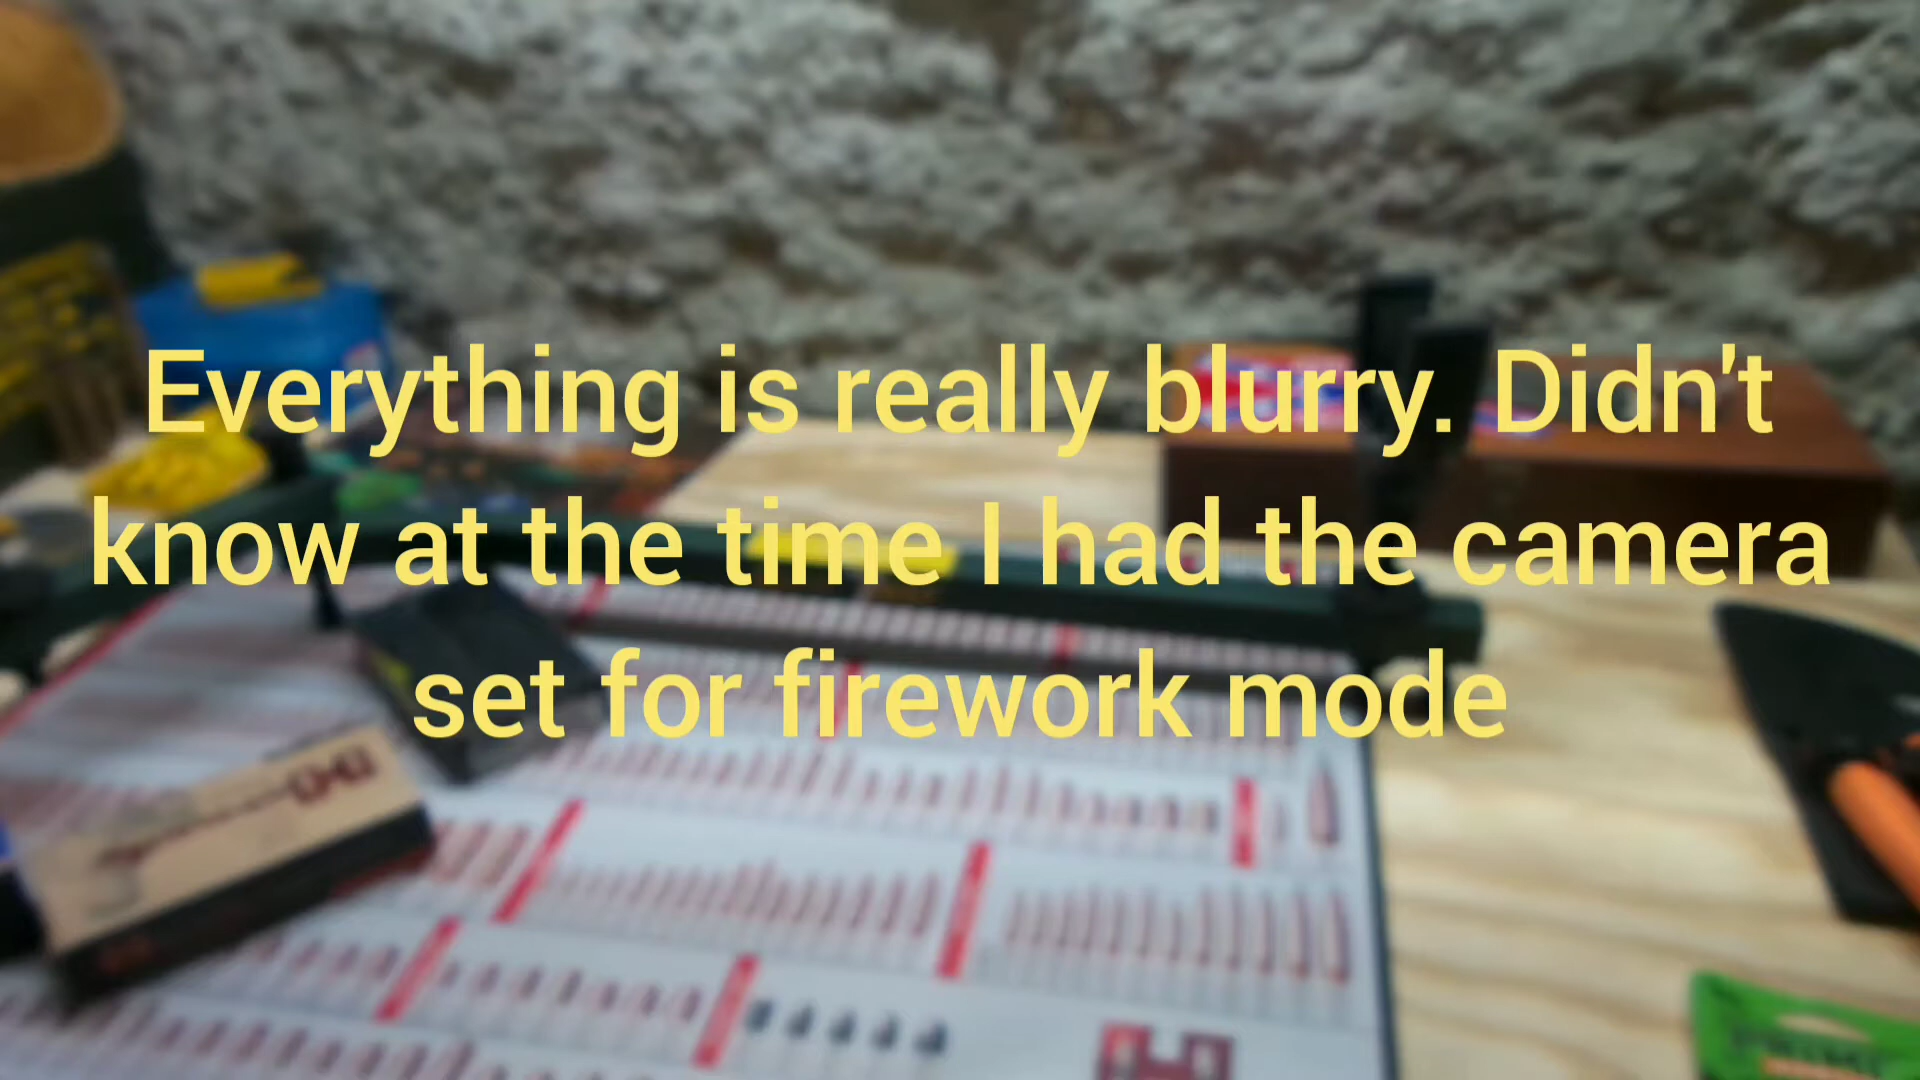 Everything is really blurry. Didn't
know at the time I had the camera
set for firework mode